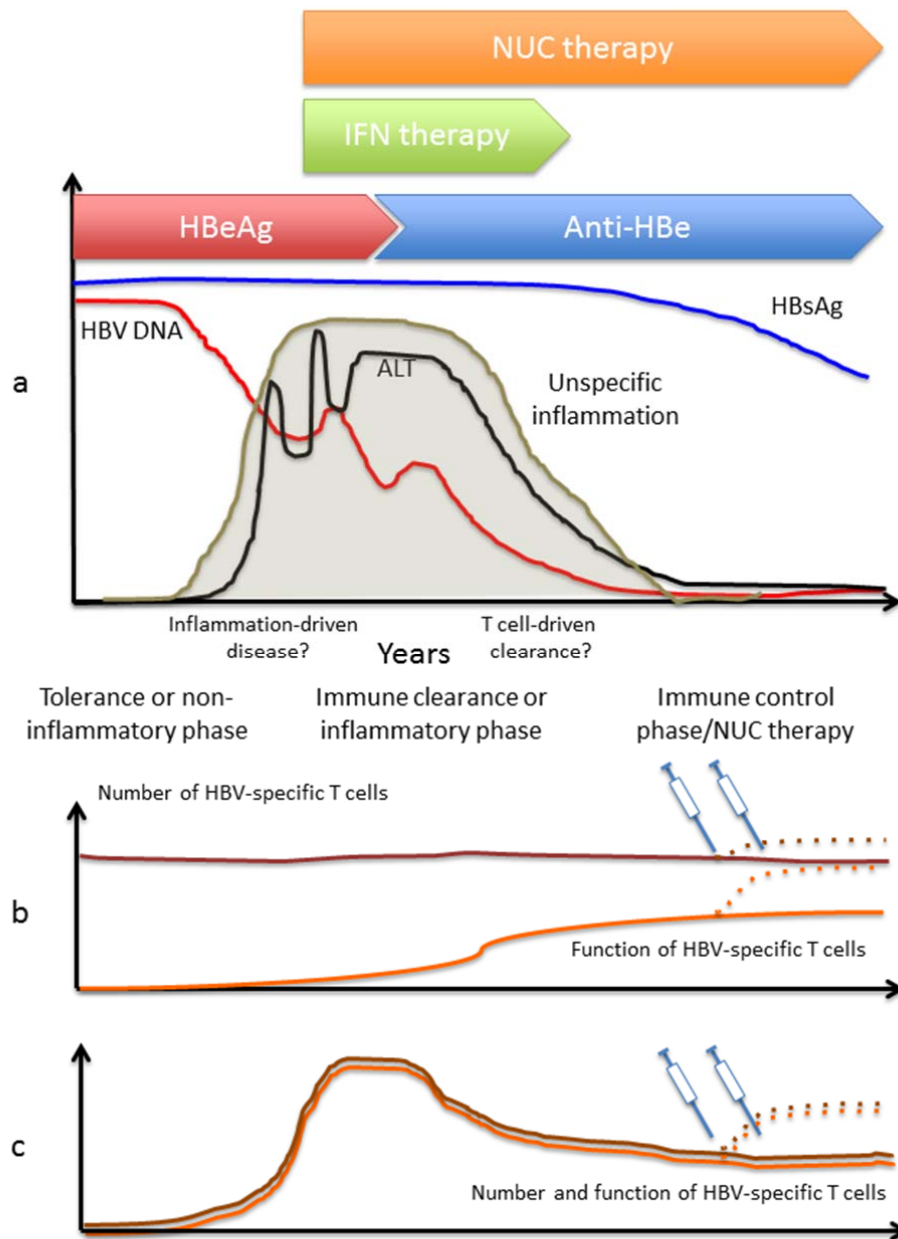 NUC therapy
IFN therapy
HBeAg
Anti-HBe
HBsAg
HBV DNA
ALT
a
Unspecific
inflammation
Inflammation-driven
disease?
T cell-driven
clearance?
Years
Tolerance or non-
inflammatory phase
Immune clearance or
inflammatory phase
Immune control
phase/NUC therapy
Number of HBV-specific T cells
b
Function of HBV-specific T cells
c
Number and function of HBV-specific T cells